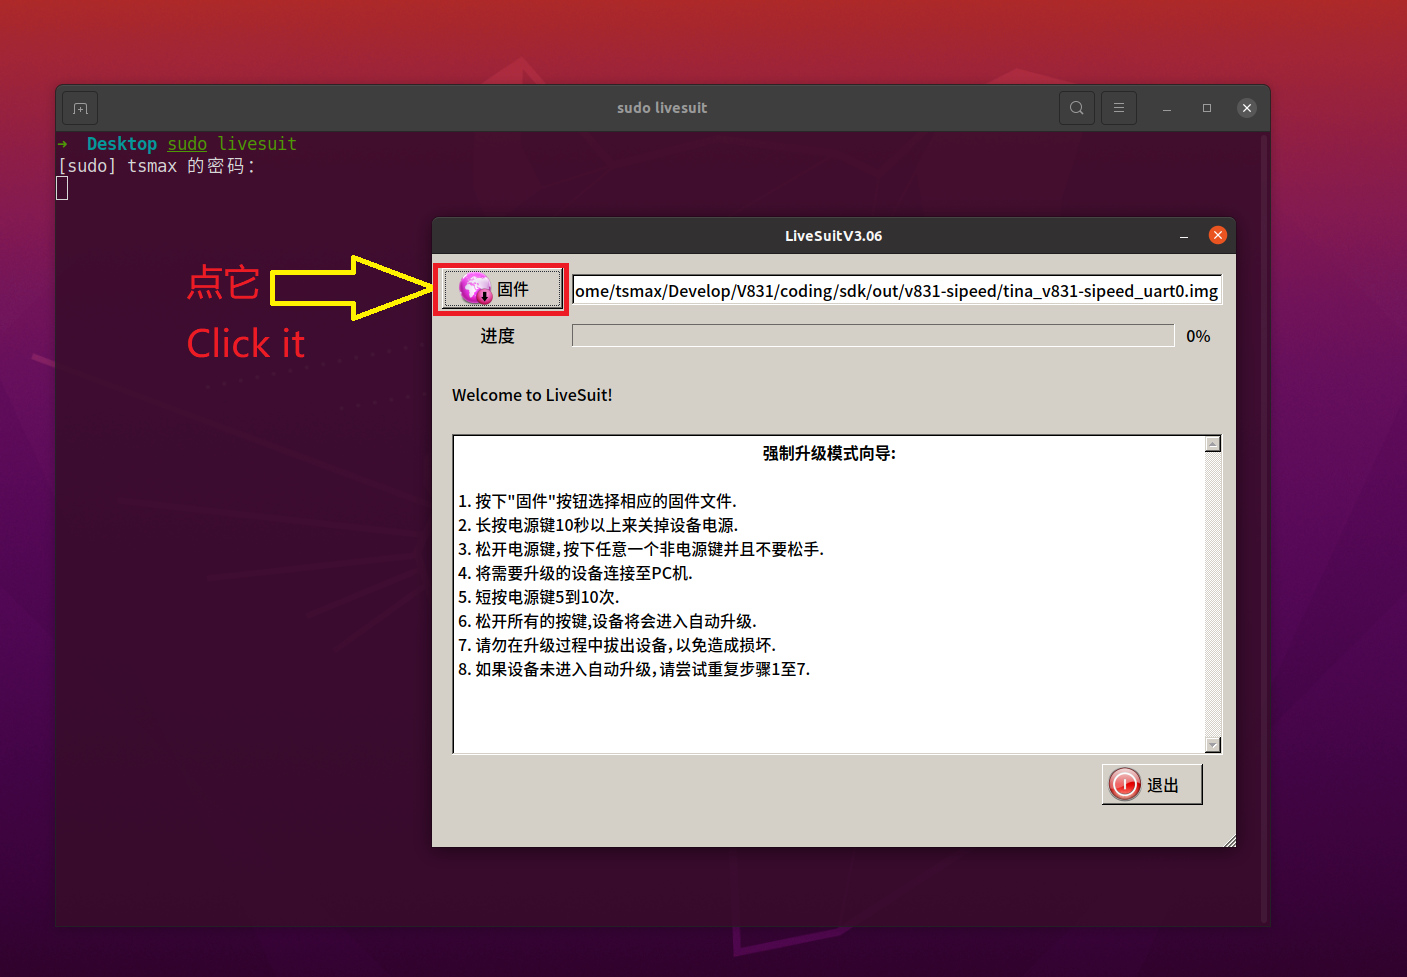 sudo livesuit
➜ Desktop sudo livesuit
[sudo] tsmax 的密码：
LiveSuitV3.06
点它
Click it
固件
ome/tsmax/Develop/V831/coding/sdk/out/v831-sipeed/tina_v831-sipeed_uart0.img
进度
0%
Welcome to LiveSuit!
强制升级模式向导:
1. 按下"固件"按钮选择相应的固件文件.
2. 长按电源键10秒以上来关掉设备电源.
3. 松开电源键，按下任意一个非电源键并且不要松手.
4. 将需要升级的设备连接至PC机.
5. 短按电源键5到10次.
6. 松开所有的按键,设备将会进入自动升级.
7. 请勿在升级过程中拔出设备，以免造成损坏.
8. 如果设备未进入自动升级，请尝试重复步骤1至7.
退出